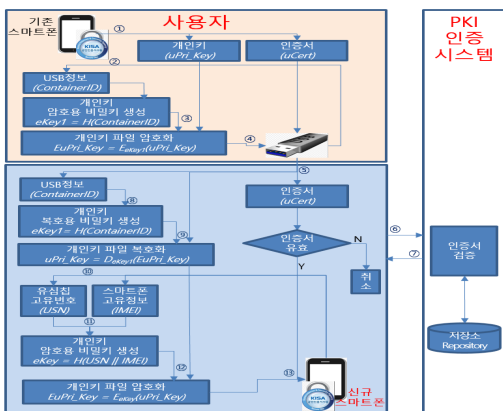 사용자
PKI
인증
시스템
기존
스마트폰
KISA
①
개인키
(uPri_Key)
인증서
(uCert)
②
USB정보
(ContainerID)
개인키
암호용 비밀키 생성
eKey1 = H(ContainerID)
③
개인키 파일 암호화
EuPri_Key = EeKey1(uPri_Key)
④
⑤
USB정보
(ContainerID)
인증서
(uCert)
⑧
개인키
복호용 비밀키 생성
eKey1= H(ContainerID)
⑨
인증서
유효
N
Y
⑥
⑦
인증서
검증
개인키 파일 복호화
uPri_Key = DeKey1(EuPri_Key)
취
소
⑩
유심칩
고유번호
(USN)
스마트폰
고유정보
(IMEI)
⑪
저장소
Repository
개인키
암호용 비밀키 생성
eKey = H(USN || IMEI)
⑫
⑬
개인키 파일 암호화
EuPri_Key = EeKey(uPri_Key)
KISA
신규
스마트폰